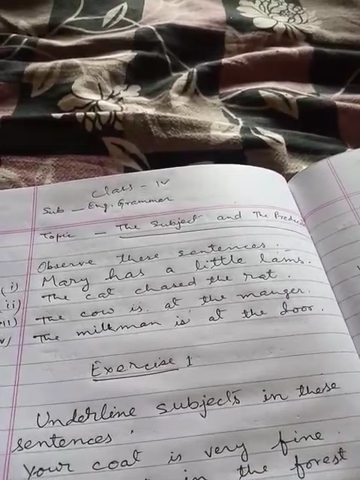 Class - IV
Sub - Eng. Grammar
Topic - The Subject and The Predica
Observe these sentences.
(i) Mary has a little lamb.
ii) The cat chased the rat.
iii) The cow is at the manger.
v) The milkman is at the door.
Exercise 1
Underline subjects in these
sentences.
Your coat is very fine.
in the forest